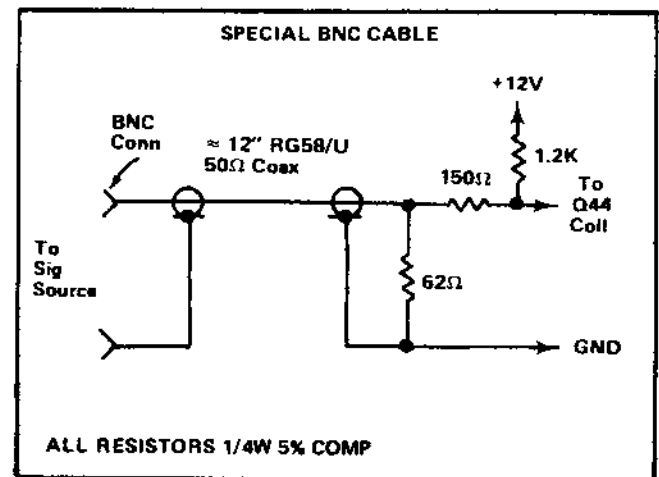 SPECIAL BNC CABLE
+12V
BNC
Conn
≈ 12" RG58/U
50Ω Coax
1.2K
150Ω
To
Q44
Coll
To
Sig
Source
62Ω
GND
ALL RESISTORS 1/4W 5% COMP